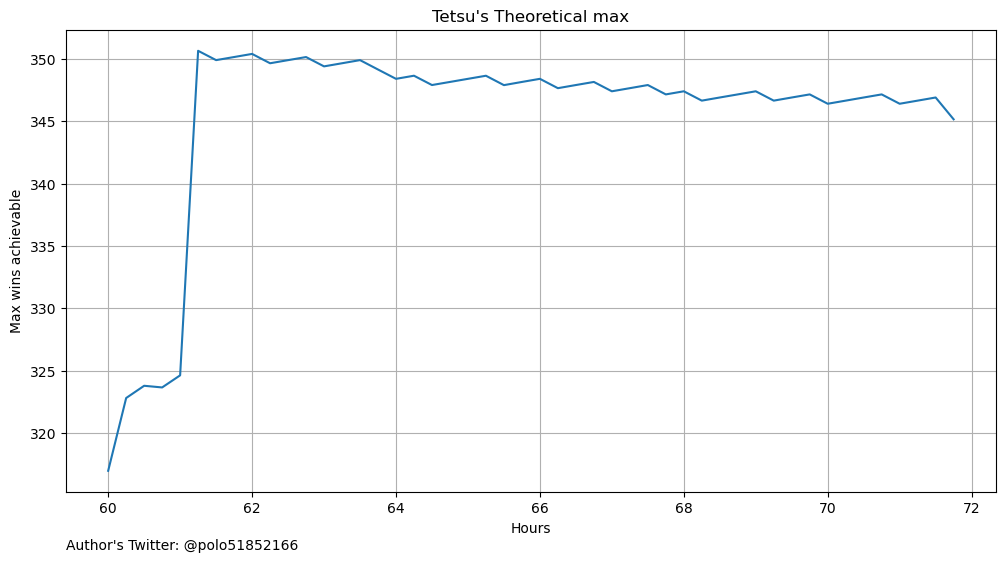 Tetsu's Theoretical max
Max wins achievable
350
345
340
335
330
325
320
60 62 64 66 68 70 72
Hours
Author's Twitter: @polo51852166